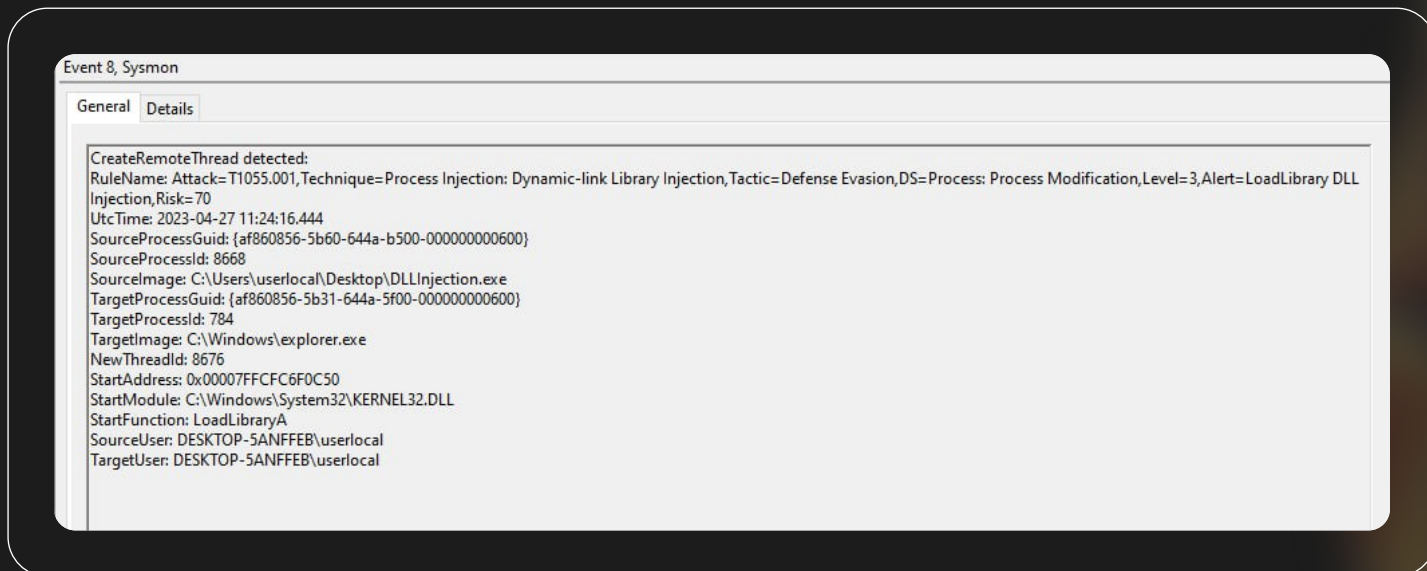 Event 8, Sysmon
General Details
CreateRemoteThread detected:
RuleName: Attack=T1055.001,Technique=Process Injection: Dynamic-link Library Injection,Tactic=Defense Evasion,DS=Process: Process Modification,Level=3,Alert=LoadLibrary DLL
Injection,Risk=70
UtcTime: 2023-04-27 11:24:16.444
SourceProcessGuid: {af860856-5b60-644a-b500-000000000600}
SourceProcessId: 8668
SourceImage: C:\Users\userlocal\Desktop\DLLInjection.exe
TargetProcessGuid: {af860856-5b31-644a-5f00-000000000600}
TargetProcessId: 784
TargetImage: C:\Windows\explorer.exe
NewThreadId: 8676
StartAddress: 0x00007FFCFC6F0C50
StartModule: C:\Windows\System32\KERNEL32.DLL
StartFunction: LoadLibraryA
SourceUser: DESKTOP-5ANFFEB\userlocal
TargetUser: DESKTOP-5ANFFEB\userlocal